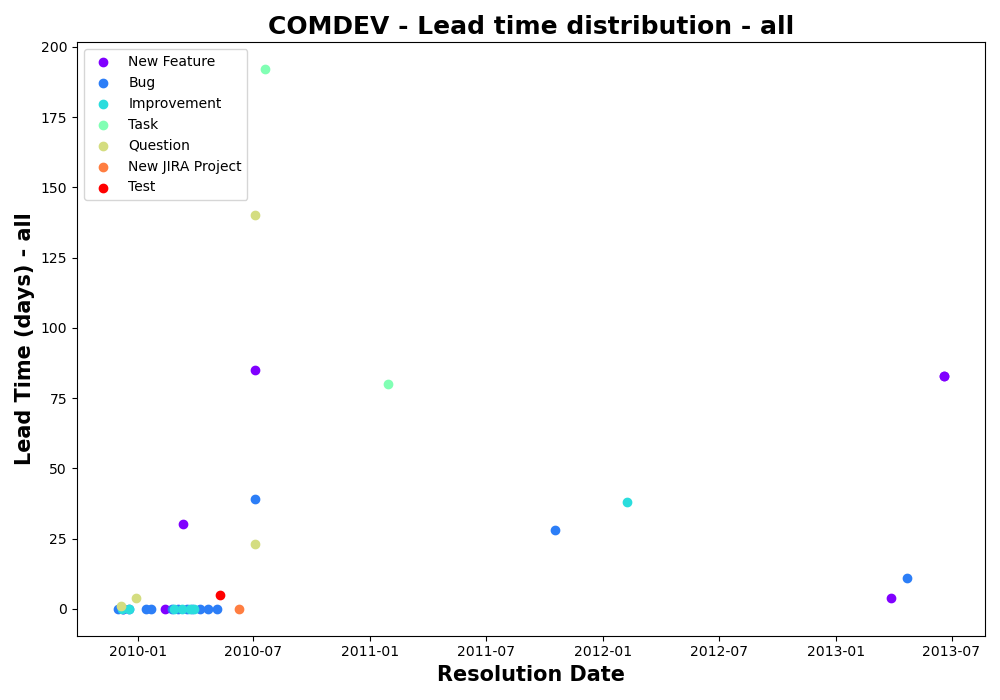 COMDEV - Lead time distribution - all
New Feature
Bug
Improvement
Task
Question
New JIRA Project
Test
200
175
150
125
100
75
50
25
0
Lead Time (days) - all
2010-01
2010-07
2011-01
2011-07
2012-01
2012-07
2013-01
2013-07
Resolution Date